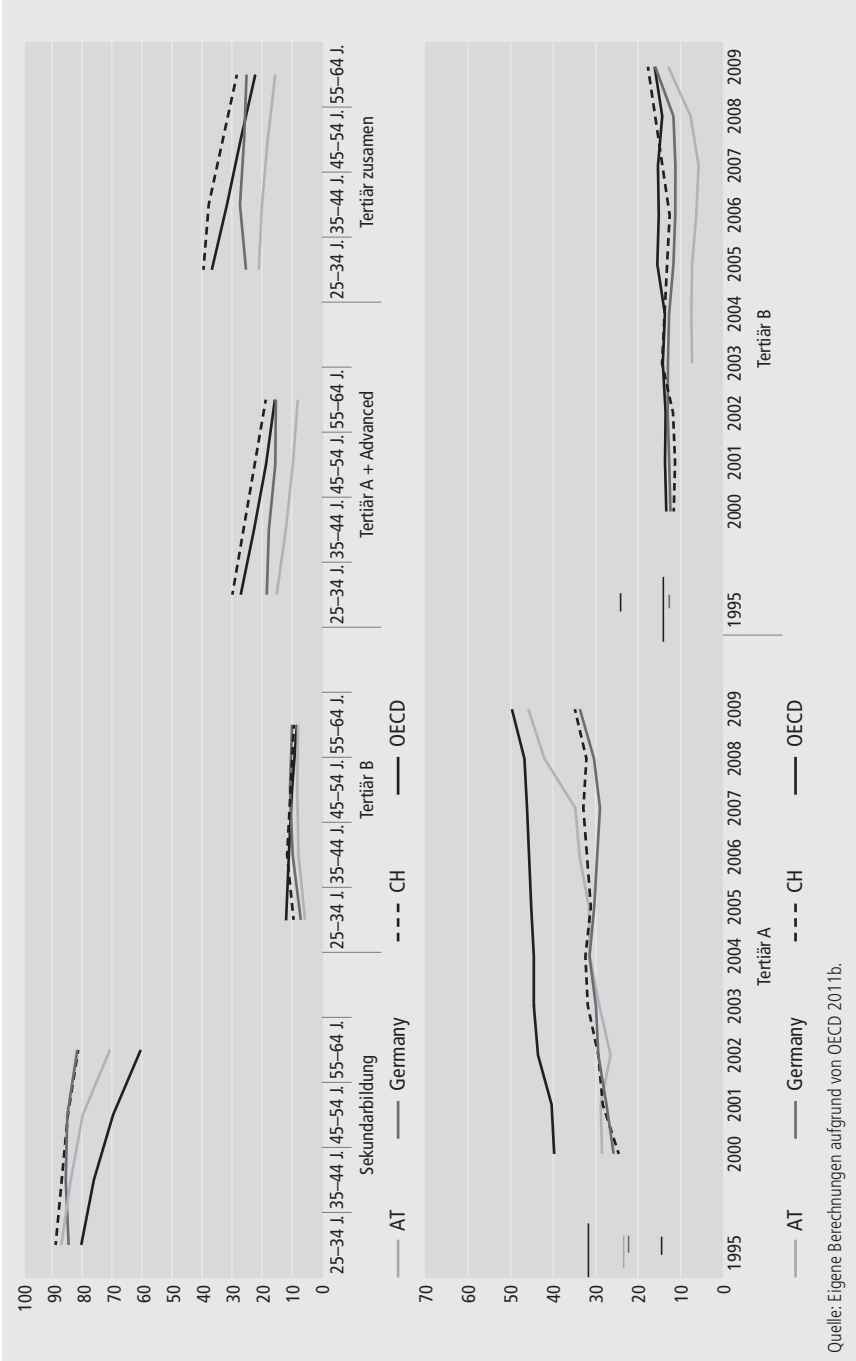 100
90
80
70
60
50
40
30
20
10
0
25–34 J. 35–44 J. 45–54 J. 55–64 J. 25–34 J. 35–44 J. 45–54 J. 55–64 J. 25–34 J. 35–44 J. 45–54 J. 55–64 J. 25–34 J. 35–44 J. 45–54 J. 55–64 J.
Sekundarbildung Tertiär B Tertiär A + Advanced Tertiär zusamen
AT Germany CH OECD
70
60
50
40
30
20
10
0
1995 2000 2001 2002 2003 2004 2005 2006 2007 2008 2009 1995 2000 2001 2002 2003 2004 2005 2006 2007 2008 2009
Tertiär A Tertiär B
AT Germany CH OECD
Quelle: Eigene Berechnungen aufgrund von OECD 2011b.